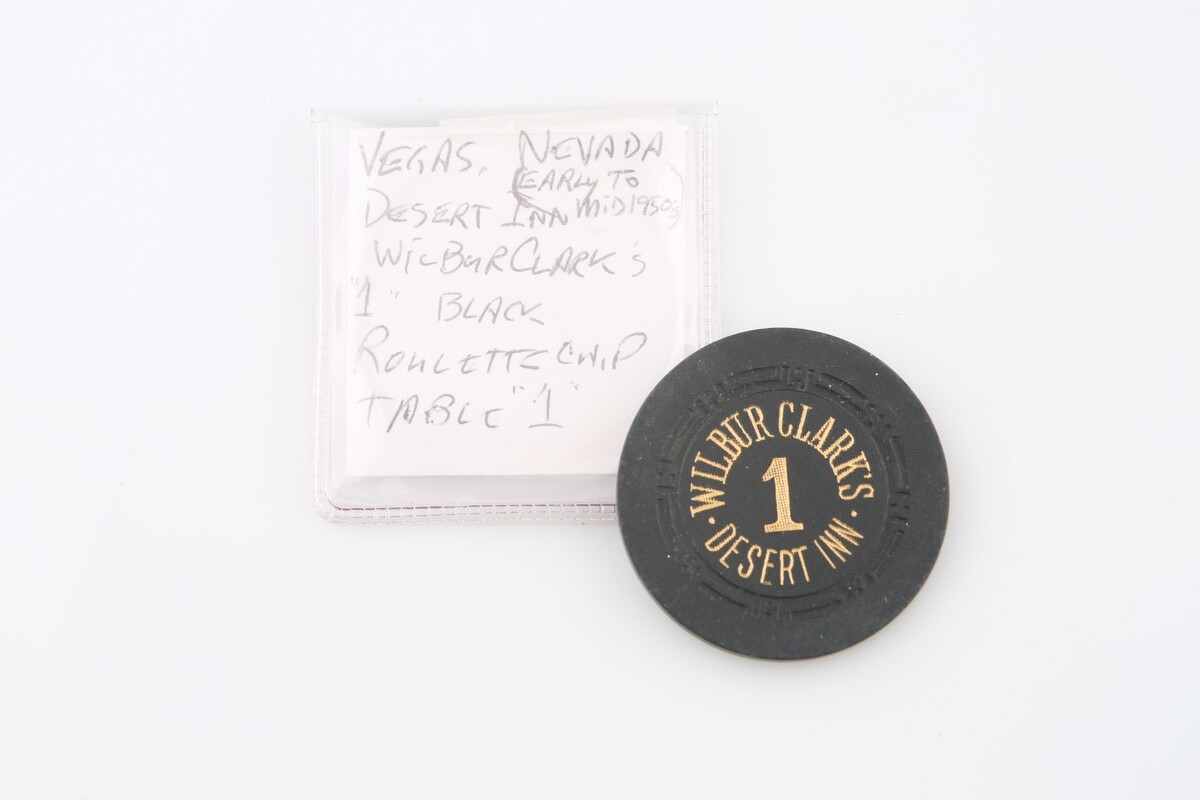 VEGAS, NEVADA
(EARLY TO
DESERT INN MID 1950s)
WILBUR CLARK'S
"1" BLACK
ROULETTE CHIP
TABLE "1"
WILBUR CLARK'S
1
· DESERT INN ·